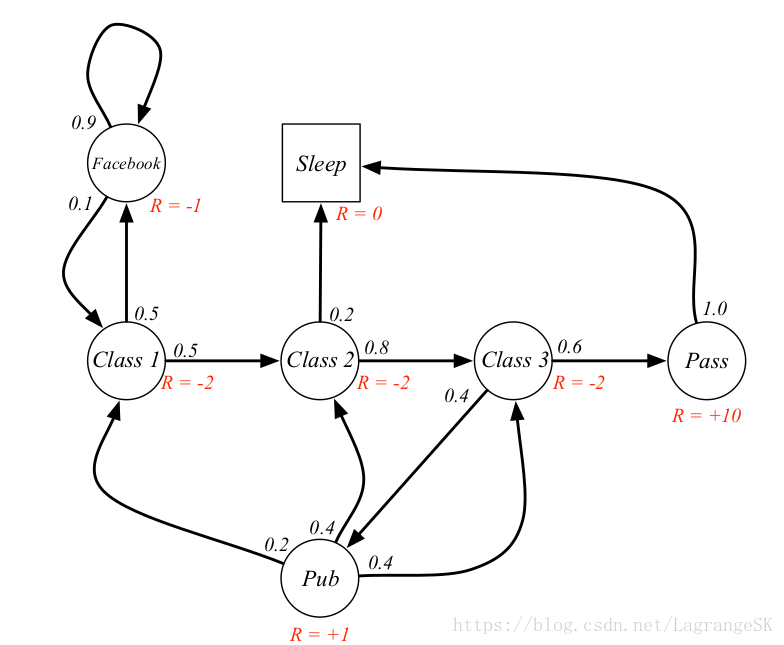 0.9
Facebook
Sleep
0.1
R = -1
R = 0
0.5
0.2
1.0
Class 1
0.5
Class 2
0.8
Class 3
0.6
Pass
R = -2
R = -2
R = -2
0.4
R = +10
0.4
0.2
0.4
Pub
R = +1
https://blog.csdn.net/LagrangeSK